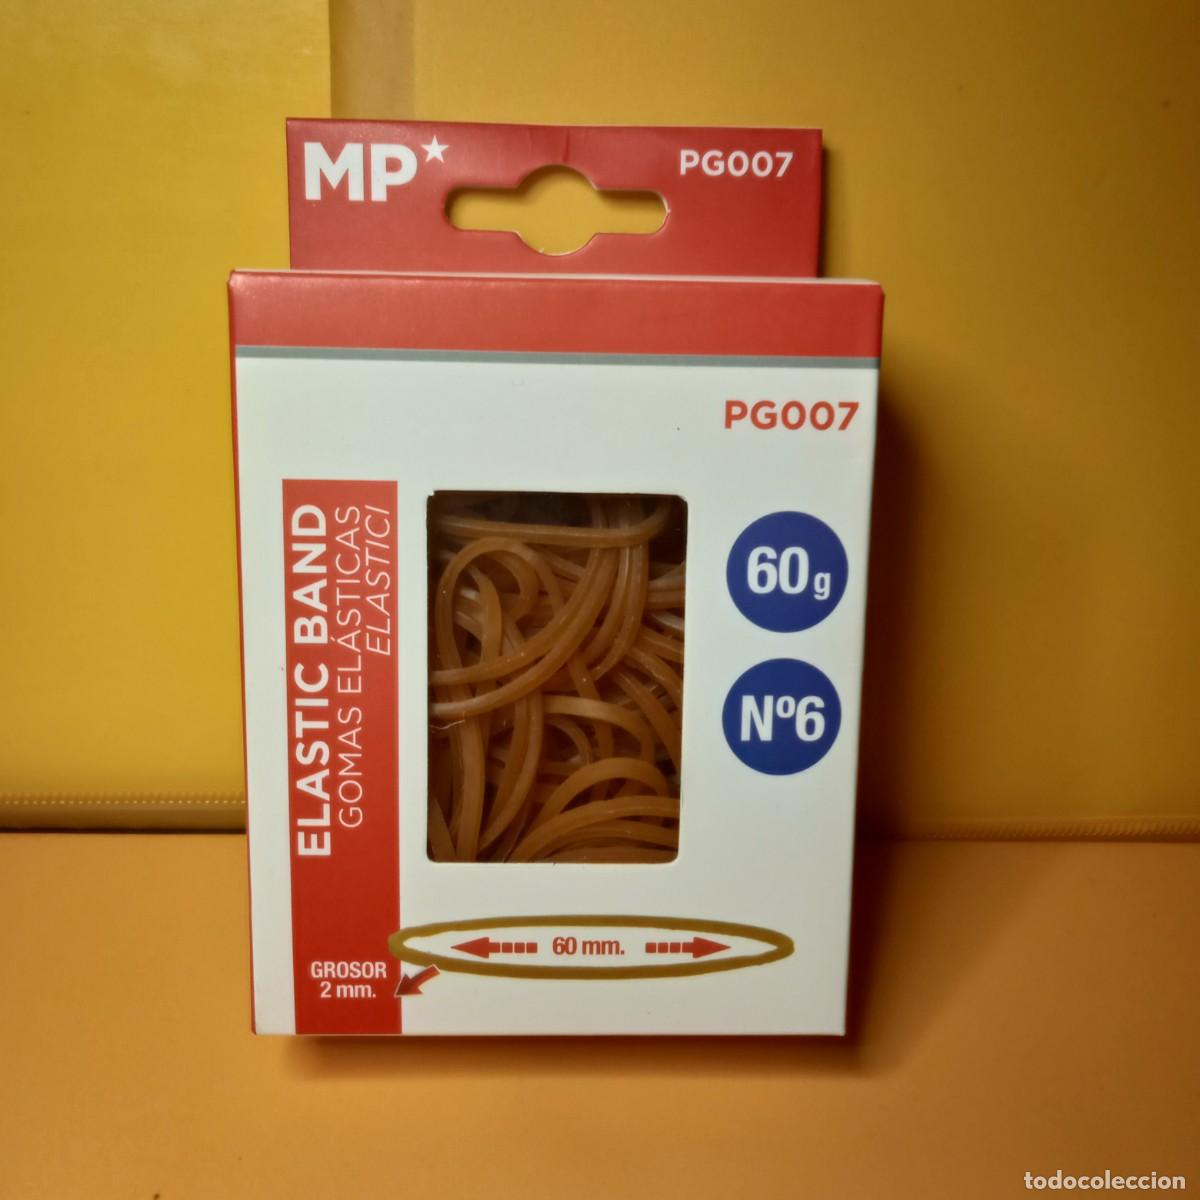 MP
PG007
PG007
ELASTIC BAND
GOMAS ELÁSTICAS
ELASTICI
60g
Nº6
60 mm.
GROSOR
2 mm.
todocoleccion